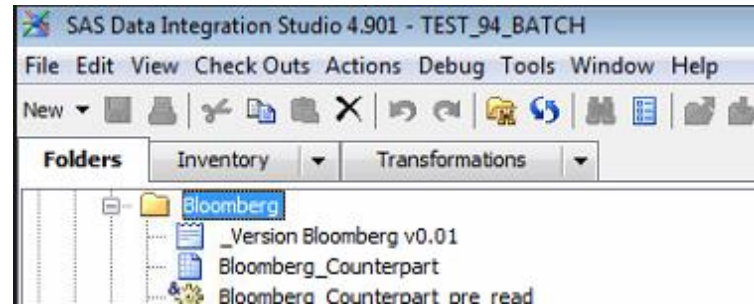 SAS Data Integration Studio 4.901 - TEST_94_BATCH
File Edit View Check Outs Actions Debug Tools Window Help
New
Folders Inventory Transformations
Bloomberg
_Version Bloomberg v0.01
Bloomberg_Counterpart
Bloomberg_Counterpart_pre_read